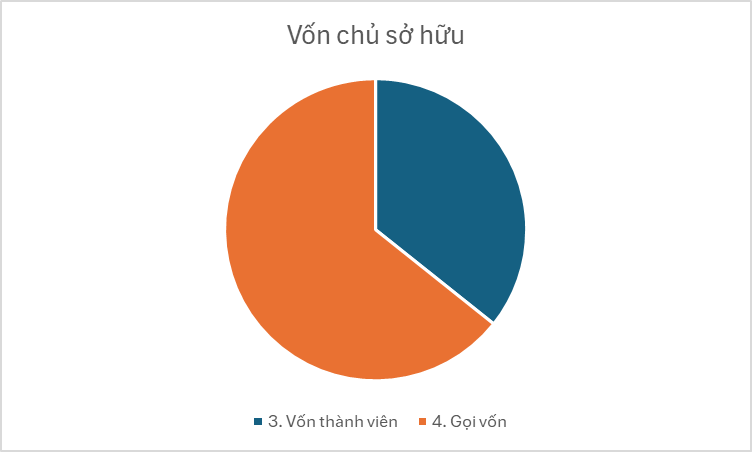 Vốn chủ sở hữu
3. Vốn thành viên 4. Gọi vốn